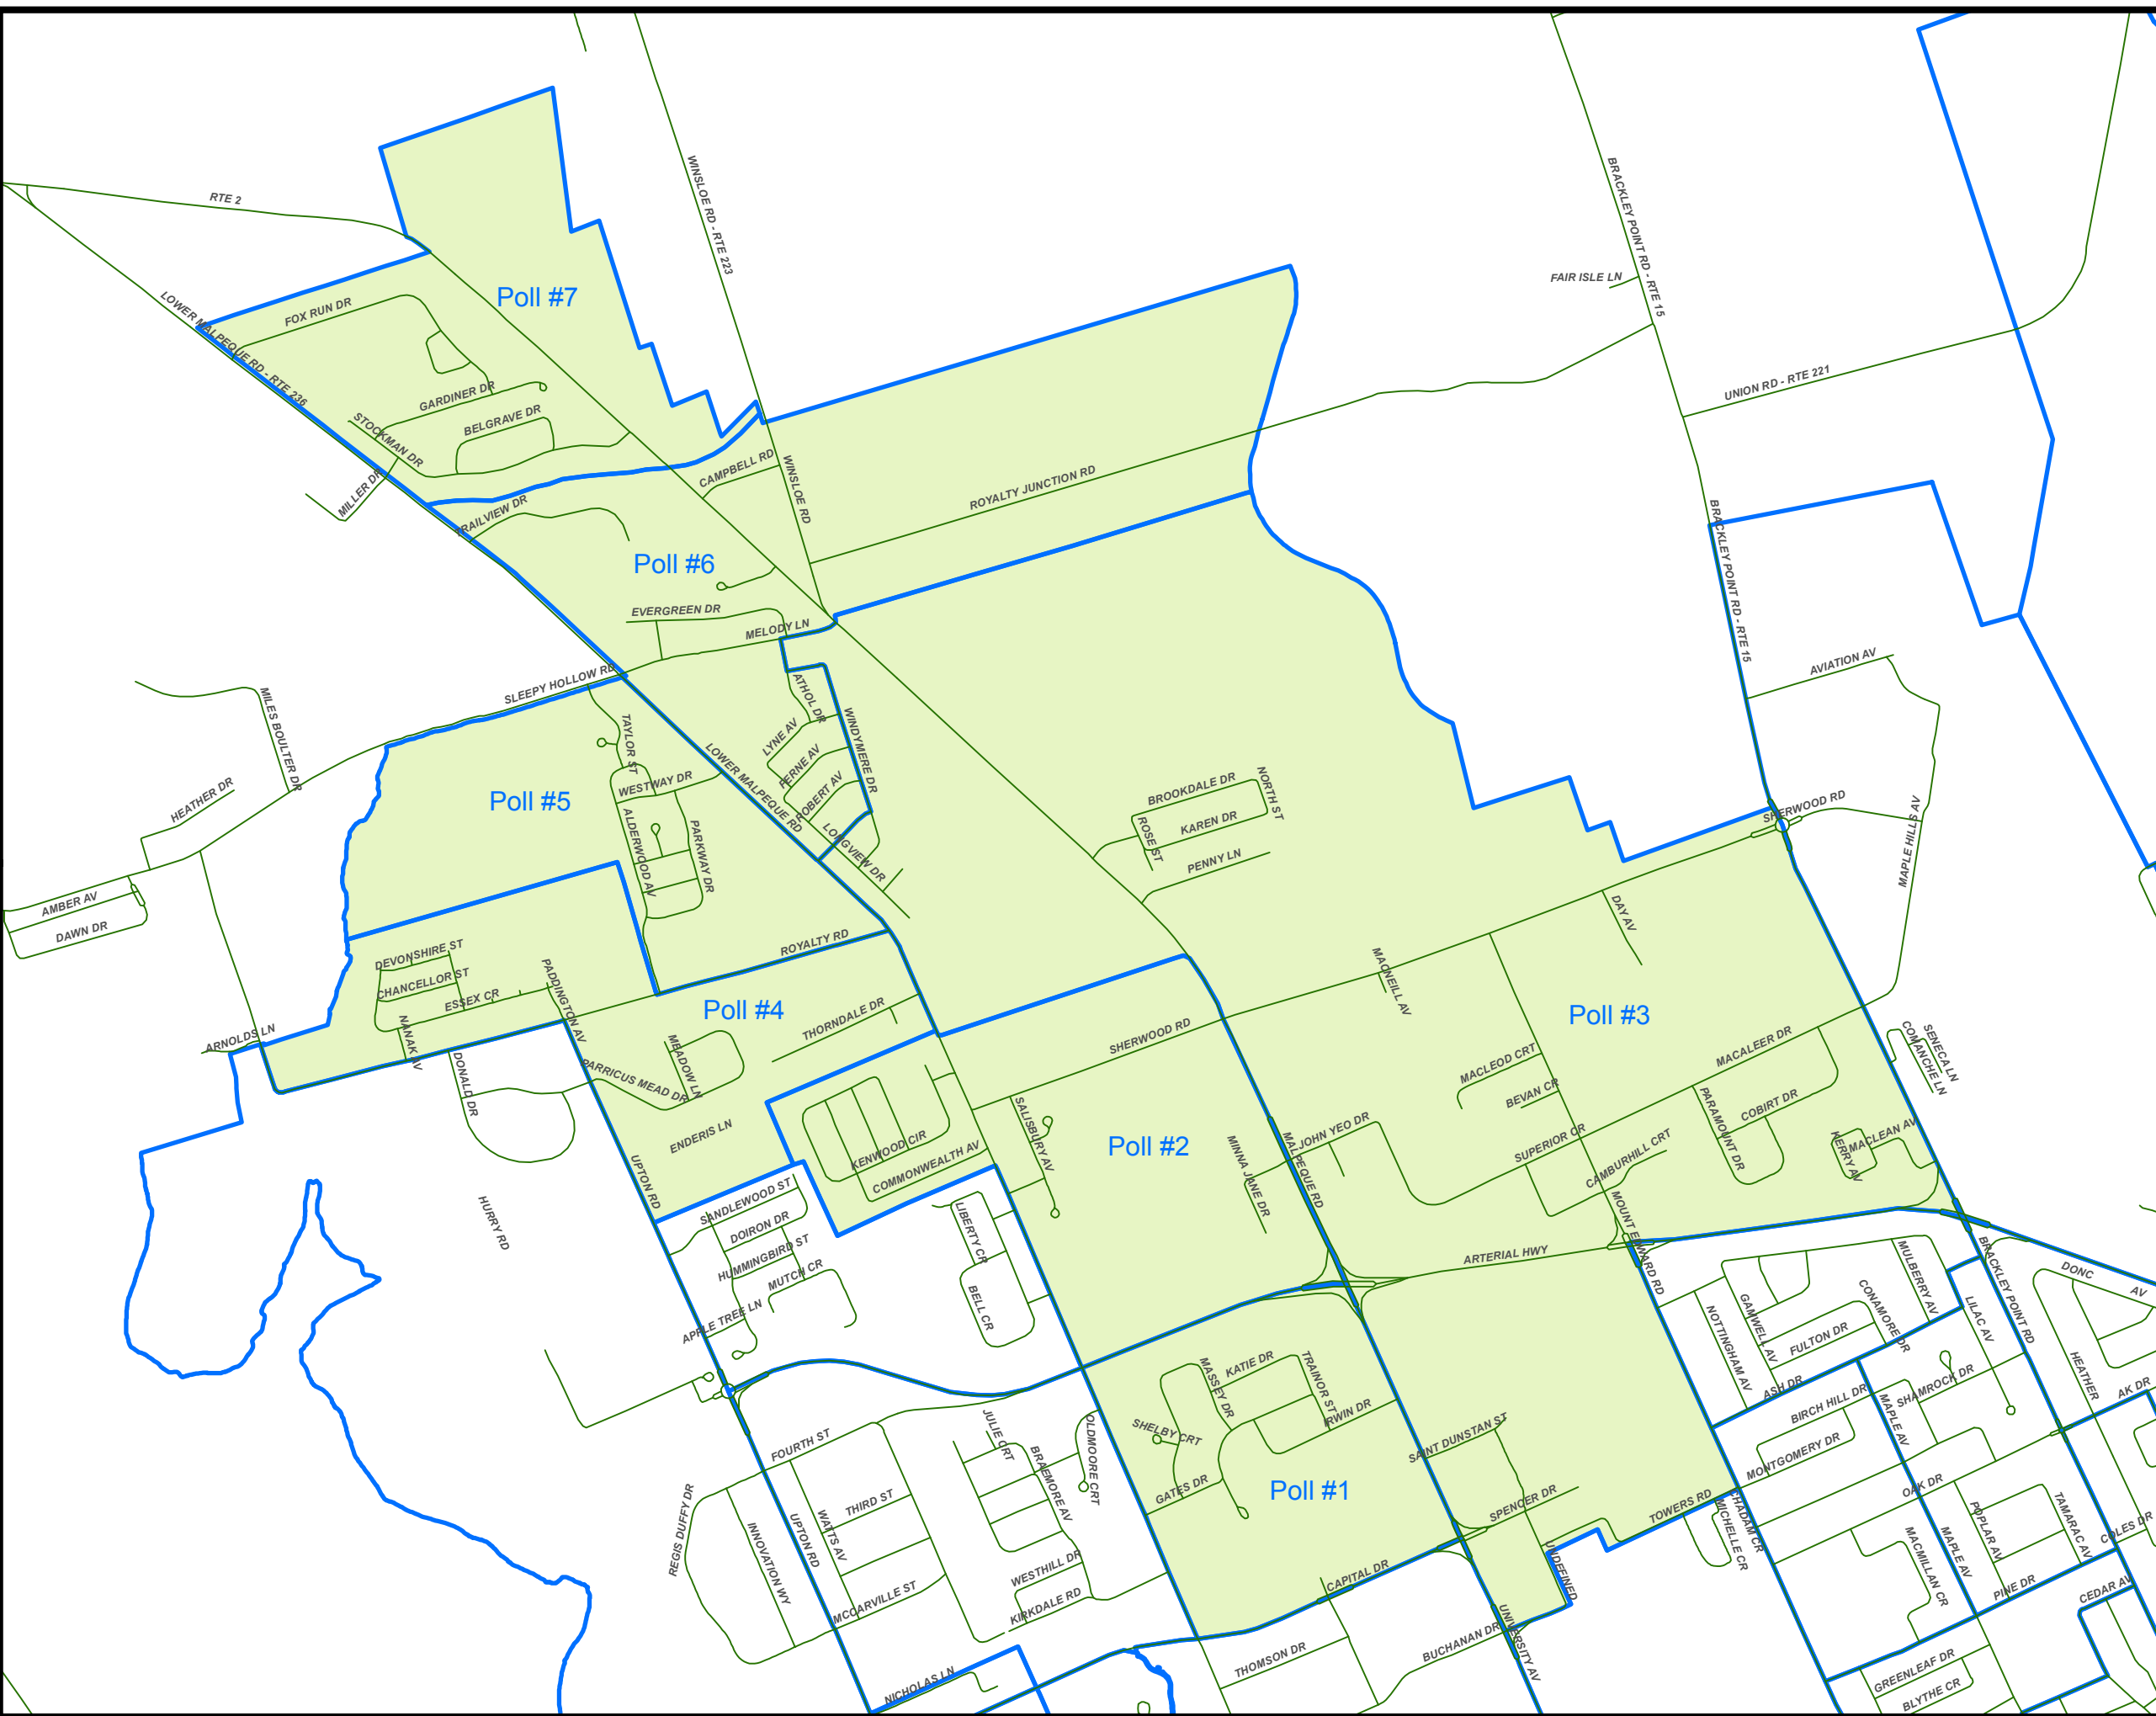 RTE 2
WINSLOE RD - RTE 223
BRACKLEY POINT RD - RTE 15
FAIR ISLE LN
Poll #7
FOX RUN DR
LOWER MALPEQUE RD - RTE 236
GARDINER DR
BELGRAVE DR
STOCKMAN DR
MILLER DR
UNION RD - RTE 221
CAMPBELL RD
WINSLOE RD
ROYALTY JUNCTION RD
RAILVIEW DR
BRACKLEY POINT RD - RTE 15
Poll #6
EVERGREEN DR
MELODY LN
SLEEPY HOLLOW RD
AVIATION AV
MILES BOULTER DR
ATHOL DR
TAYLOR ST
WINDYMERE DR
LYNE AV
FERNE AV
ROBERT AV
LOWER MALPEQUE RD
WESTWAY DR
HEATHER DR
Poll #5
ALDERWOOD AV
PARKWAY DR
LONGVIEW DR
BROOKDALE DR
NORTH ST
KAREN DR
ROSE ST
PENNY LN
SHERWOOD RD
MAPLE HILLS AV
AMBER AV
DAWN DR
DAY AV
ROYALTY RD
DEVONSHIRE ST
CHANCELLOR ST
ESSEX CR
PADDINGTON AV
NANAK AV
MACNEILL AV
Poll #4
Poll #3
THORNDALE DR
SHERWOOD RD
ARNOLDS LN
MEADOW LN
PARRICUS MEAD DR
DONALD DR
MACLEOD CRT
BEVAN CR
MACALEER DR
COMANCHE LN
SENECA LN
COBIRT DR
PARAMOUNT DR
ENDERIS LN
KENWOOD CIR
COMMONWEALTH AV
SALISBURY AV
Poll #2
MINNA JANE DR
JOHN YEO DR
MALPEQUE RD
SUPERIOR CR
CAMBURHILL CRT
KERRY AV
MACLEAN AV
UPTON RD
HURRY RD
SANDLEWOOD ST
DOIRON DR
HUMMINGBIRD ST
MUTCH CR
APPLE TREE LN
LIBERTY CR
BELL CR
ARTERIAL HWY
MOUNT EDWARD RD
BRACKLEY POINT RD
MULBERRY AV
CONAMORE DR
LILAC AV
GAMWELL AV
NOTTINGHAM AV
FULTON DR
ASH DR
DONC
AV
HEATHER
AK DR
BIRCH HILL DR
SHAMROCK DR
MAPLE AV
MONTGOMERY DR
OAK DR
KATIE DR
MASSEY DR
TRAINOR ST
IRWIN DR
SHELBY CRT
GATES DR
Poll #1
SAINT DUNSTAN ST
SPENCER DR
TOWERS RD
FOURTH ST
JULIE CRT
BRAEMORE AV
OLDMOORE CRT
REGIS DUFFY DR
THIRD ST
WATTS AV
INNOVATION WY
UPTON RD
WESTHILL DR
KIRKDALE RD
MCCARVILLE ST
CAPITAL DR
UNDEFINED
MICHELLE CR
CHADAM CR
POPLAR AV
TAMARAC AV
COLES DR
MACMILLAN CR
MAPLE AV
PINE DR
CEDAR AV
UNIVERSITY AV
BUCHANAN DR
THOMSON DR
NICHOLAS LN
GREENLEAF DR
BLYTHE CR